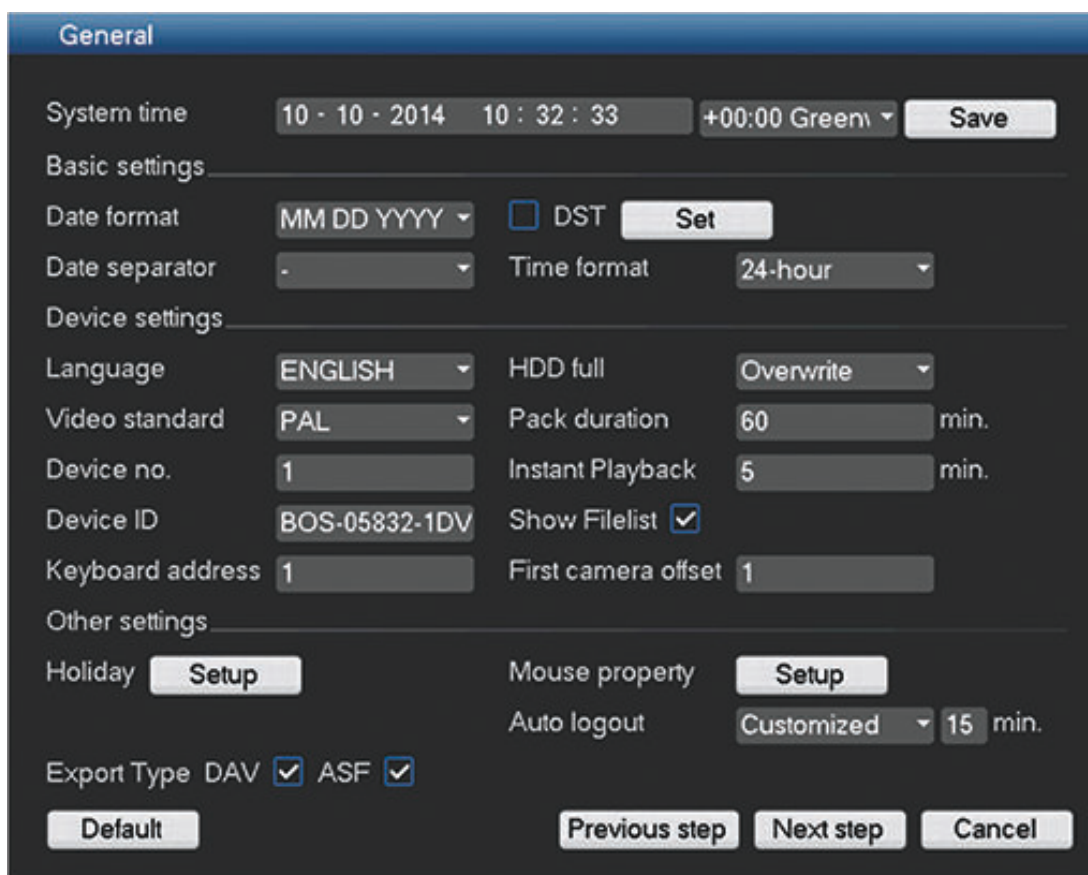 General
System time 10 - 10 - 2014 10 : 32 : 33 +00:00 Greenw Save
Basic settings
Date format MM DD YYYY DST Set
Date separator - Time format 24-hour
Device settings
Language ENGLISH HDD full Overwrite
Video standard PAL Pack duration 60 min.
Device no. 1 Instant Playback 5 min.
Device ID BOS-05832-1DV Show Filelist
Keyboard address 1 First camera offset 1
Other settings
Holiday Setup Mouse property Setup
Auto logout Customized 15 min.
Export Type DAV ASF
Default Previous step Next step Cancel